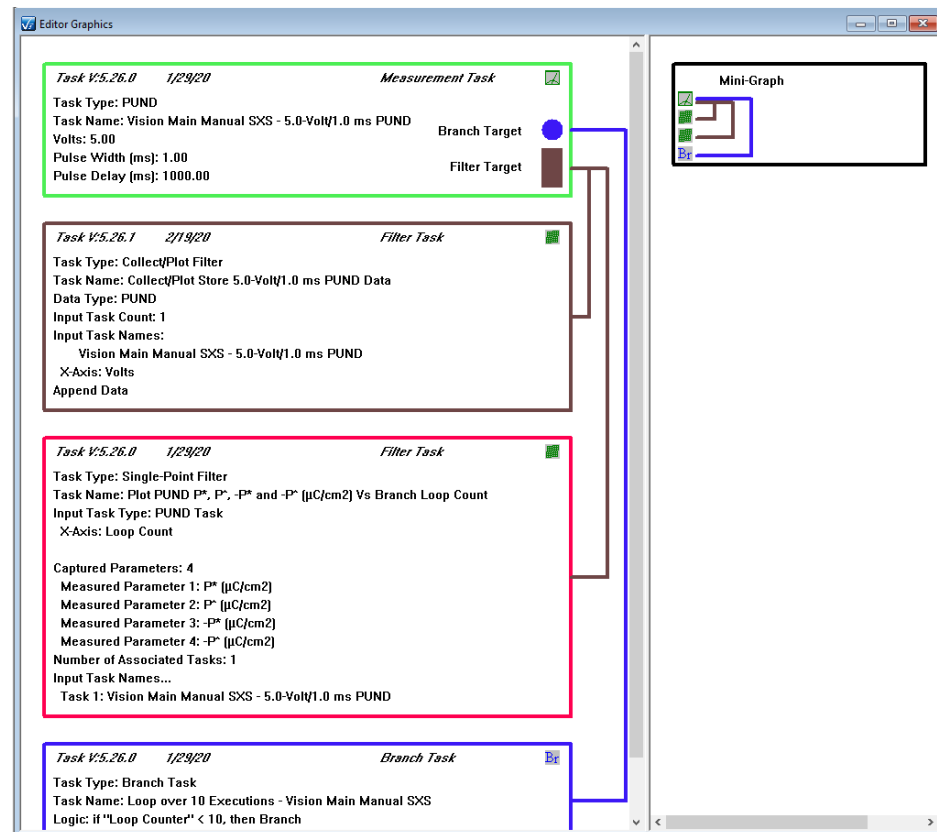 Editor Graphics
Task V:5.26.0 1/29/20 Measurement Task
Task Type: PUND
Task Name: Vision Main Manual SXS - 5.0-Volt/1.0 ms PUND
Volts: 5.00
Pulse Width (ms): 1.00
Pulse Delay (ms): 1000.00
Branch Target
Filter Target
Task V:5.26.1 2/19/20 Filter Task
Task Type: Collect/Plot Filter
Task Name: Collect/Plot Store 5.0-Volt/1.0 ms PUND Data
Data Type: PUND
Input Task Count: 1
Input Task Names:
Vision Main Manual SXS - 5.0-Volt/1.0 ms PUND
X-Axis: Volts
Append Data
Task V:5.26.0 1/29/20 Filter Task
Task Type: Single-Point Filter
Task Name: Plot PUND P*, P^, -P* and -P^ (µC/cm2) Vs Branch Loop Count
Input Task Type: PUND Task
X-Axis: Loop Count
Captured Parameters: 4
Measured Parameter 1: P* (µC/cm2)
Measured Parameter 2: P^ (µC/cm2)
Measured Parameter 3: -P* (µC/cm2)
Measured Parameter 4: -P^ (µC/cm2)
Number of Associated Tasks: 1
Input Task Names...
Task 1: Vision Main Manual SXS - 5.0-Volt/1.0 ms PUND
Task V:5.26.0 1/29/20 Branch Task Br
Task Type: Branch Task
Task Name: Loop over 10 Executions - Vision Main Manual SXS
Logic: if "Loop Counter" < 10, then Branch
Mini-Graph
Br